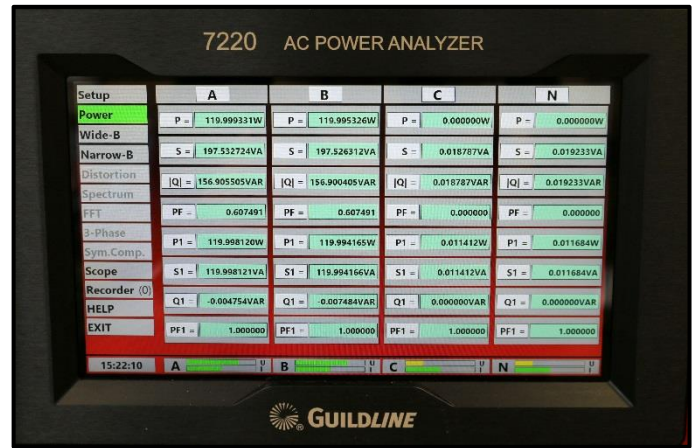 7220 AC POWER ANALYZER
Setup A B C N
Power P = 119.999331W P = 119.995326W P = 0.000000W P = 0.000000W
Wide-B
Narrow-B S = 197.532724VA S = 197.526312VA S = 0.018787VA S = 0.019233VA
Distortion |Q| = 156.905505VAR |Q| = 156.900405VAR |Q| = 0.018787VAR |Q| = 0.019233VAR
Spectrum
FFT PF = 0.607491 PF = 0.607491 PF = 0.000000 PF = 0.000000
3-Phase P1 = 119.998120W P1 = 119.994165W P1 = 0.011412W P1 = 0.011684W
Sym.Comp.
Scope S1 = 119.998121VA S1 = 119.994166VA S1 = 0.011412VA S1 = 0.011684VA
Recorder (0)
HELP Q1 = -0.004754VAR Q1 = -0.007484VAR Q1 = 0.000000VAR Q1 = 0.000000VAR
EXIT PF1 = 1.000000 PF1 = 1.000000 PF1 = 1.000000 PF1 = 1.000000
15:22:10 A U I B U I C U I N U I
GUILDLINE